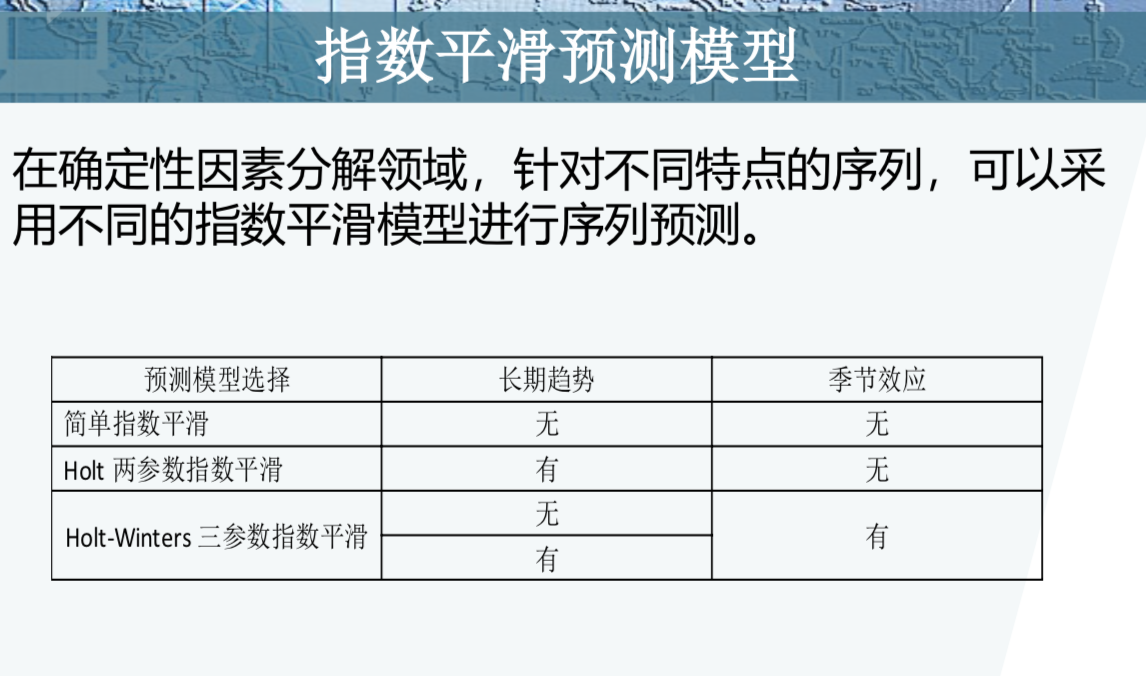 指数平滑预测模型
在确定性因素分解领域，针对不同特点的序列，可以采
用不同的指数平滑模型进行序列预测。
预测模型选择 长期趋势 季节效应
简单指数平滑 无 无
Holt 两参数指数平滑 有 无
Holt-Winters 三参数指数平滑 无 有
有